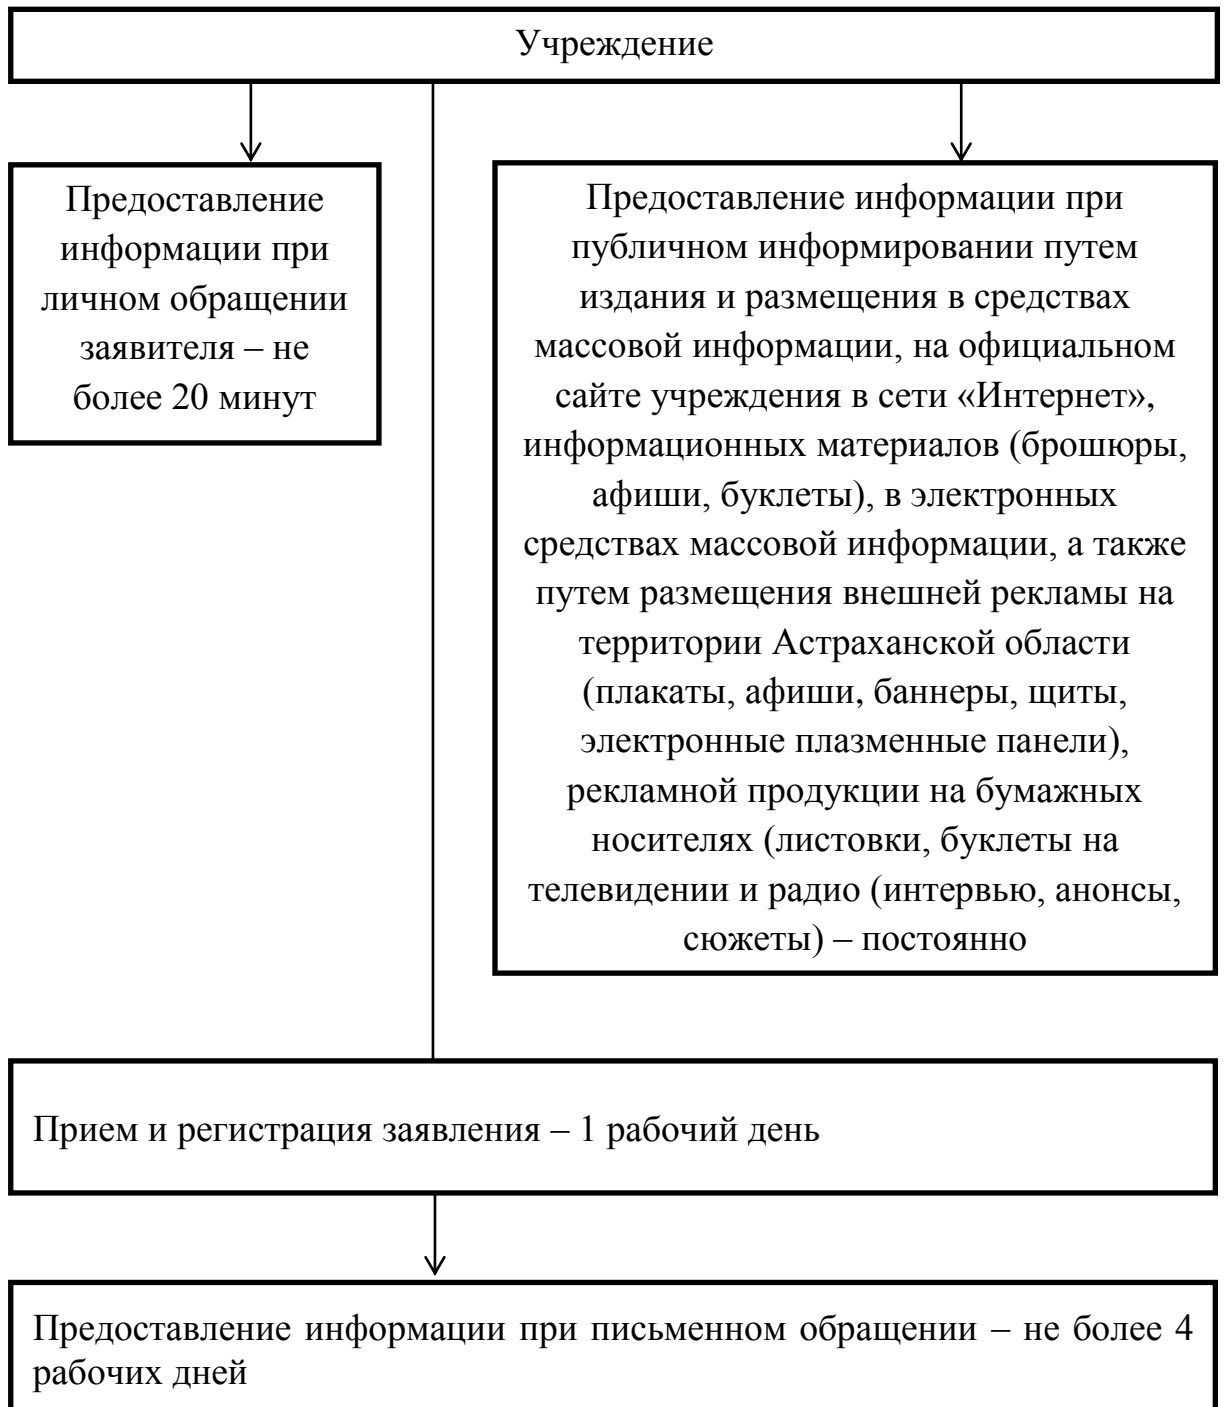 Учреждение
Предоставление
информации при
личном обращении
заявителя – не
более 20 минут
Предоставление информации при
публичном информировании путем
издания и размещения в средствах
массовой информации, на официальном
сайте учреждения в сети «Интернет»,
информационных материалов (брошюры,
афиши, буклеты), в электронных
средствах массовой информации, а также
путем размещения внешней рекламы на
территории Астраханской области
(плакаты, афиши, баннеры, щиты,
электронные плазменные панели),
рекламной продукции на бумажных
носителях (листовки, буклеты на
телевидении и радио (интервью, анонсы,
сюжеты) – постоянно
Прием и регистрация заявления – 1 рабочий день
Предоставление информации при письменном обращении – не более 4
рабочих дней